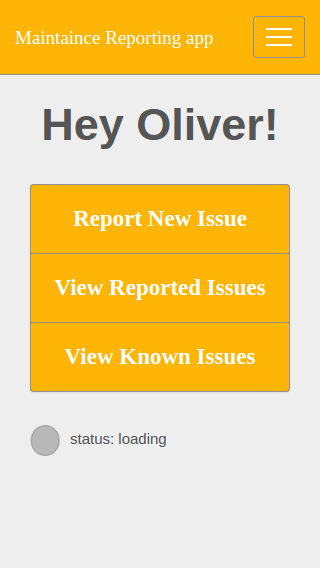 Maintaince Reporting app
Hey Oliver!
Report New Issue
View Reported Issues
View Known Issues
status: loading